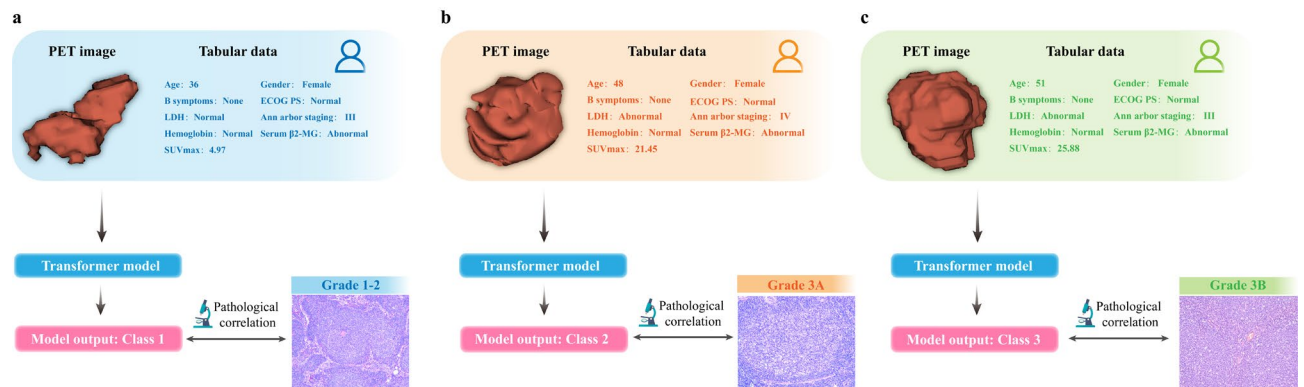 a
PET image
Tabular data
Age: 36
Gender: Female
B symptoms: None
ECOG PS: Normal
LDH: Normal
Ann arbor staging: III
Hemoglobin: Normal
Serum β2-MG: Abnormal
SUVmax: 4.97
Transformer model
Model output: Class 1
Pathological
correlation
Grade 1-2
b
PET image
Tabular data
Age: 48
Gender: Female
B symptoms: None
ECOG PS: Normal
LDH: Abnormal
Ann arbor staging: IV
Hemoglobin: Normal
Serum β2-MG: Abnormal
SUVmax: 21.45
Transformer model
Model output: Class 2
Pathological
correlation
Grade 3A
c
PET image
Tabular data
Age: 51
Gender: Female
B symptoms: None
ECOG PS: Normal
LDH: Abnormal
Ann arbor staging: III
Hemoglobin: Normal
Serum β2-MG: Abnormal
SUVmax: 25.88
Transformer model
Model output: Class 3
Pathological
correlation
Grade 3B